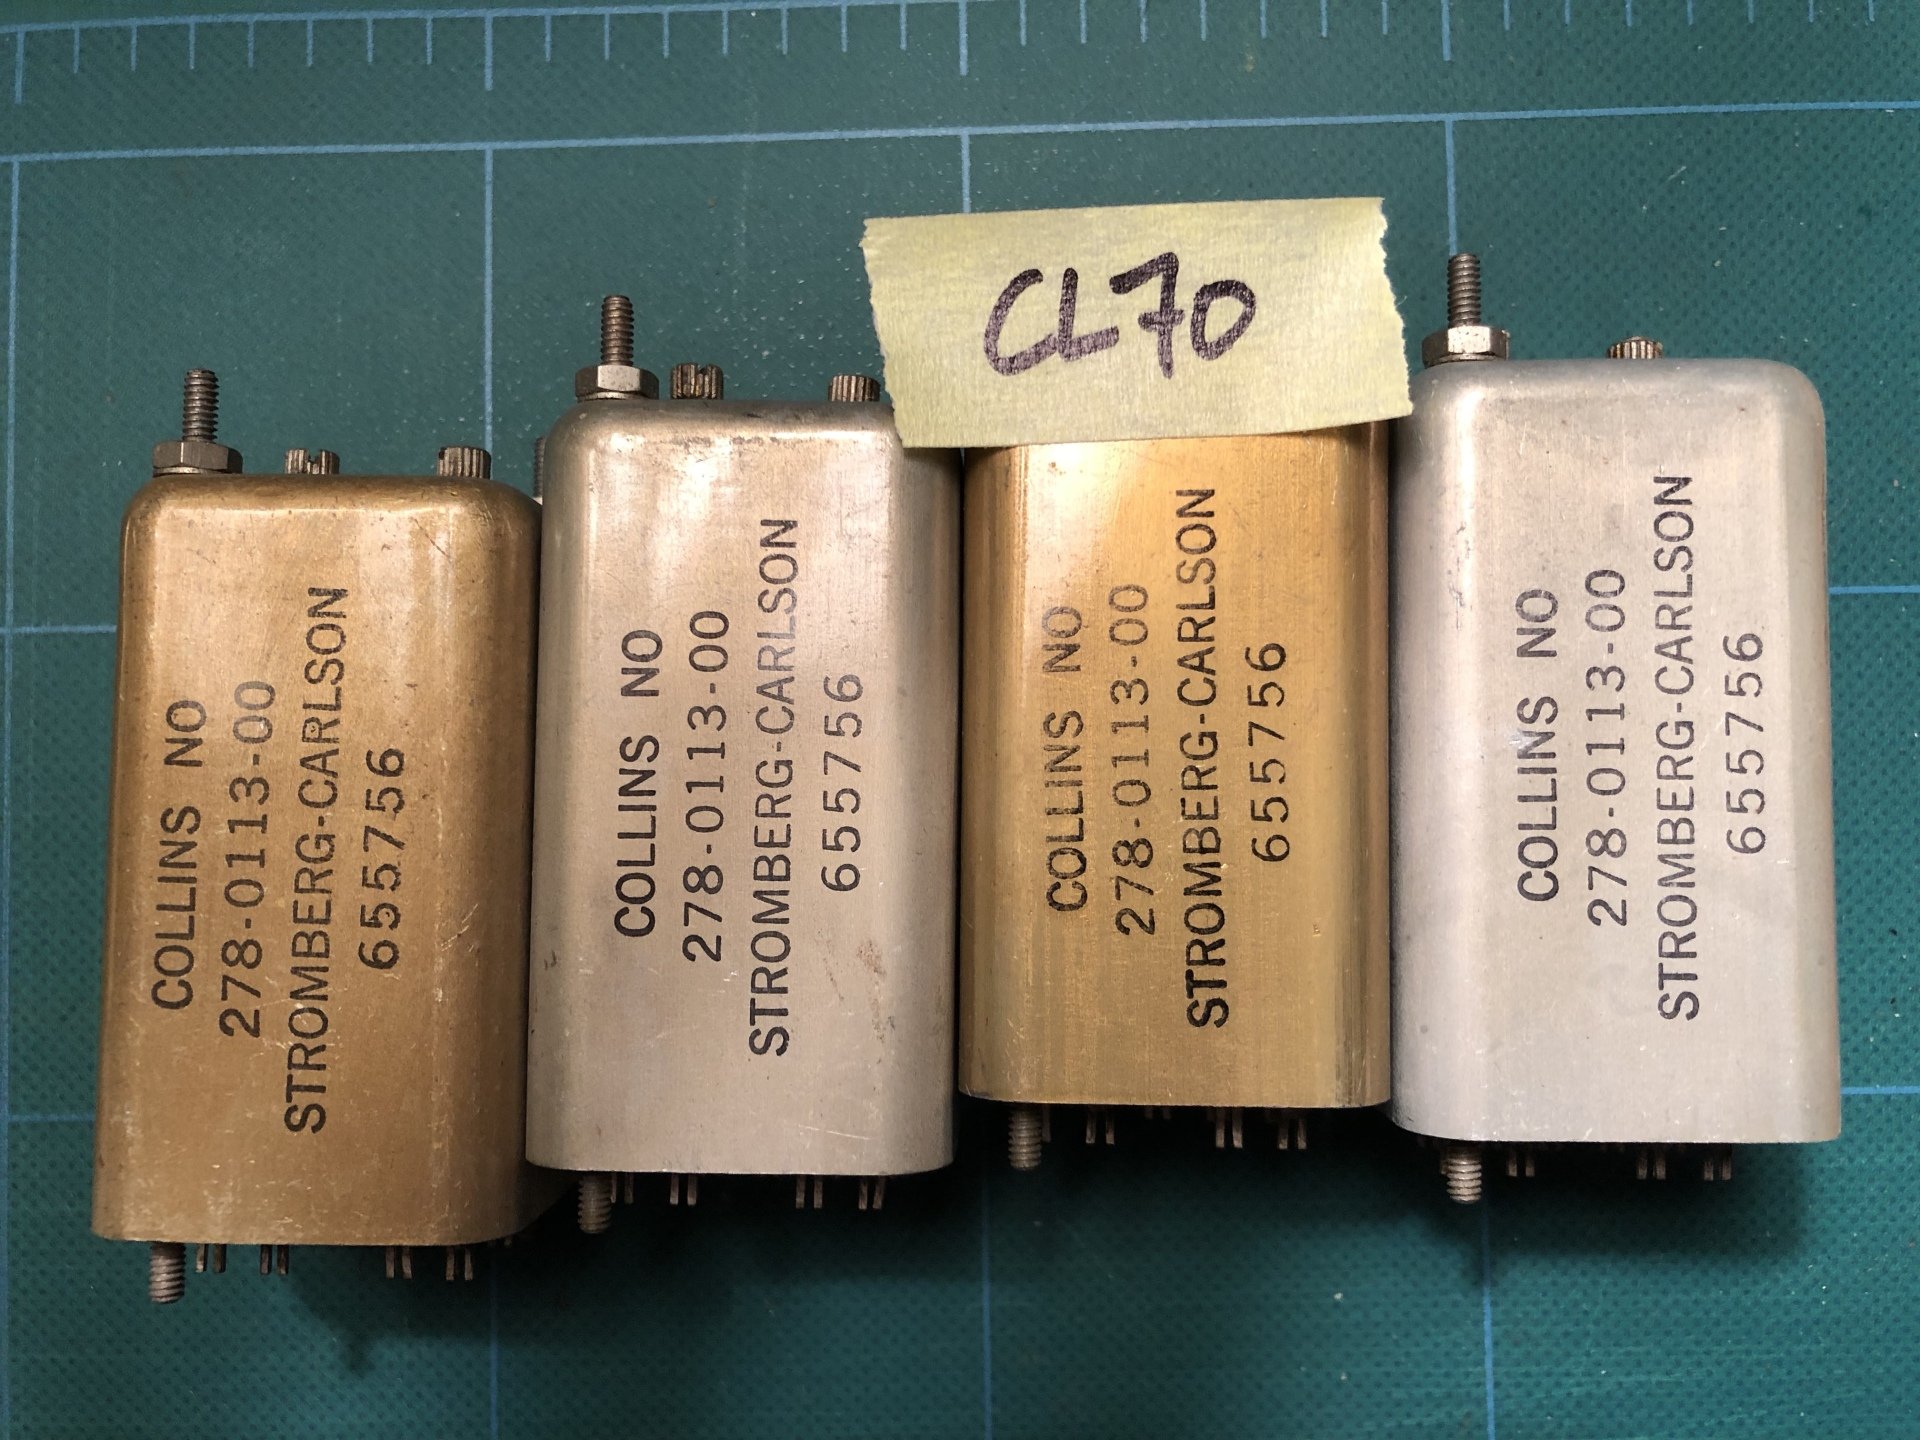 CL70
COLLINS NO
278-0113-00
STROMBERG-CARLSON
655756
COLLINS NO
278-0113-00
STROMBERG-CARLSON
655756
COLLINS NO
278-0113-00
STROMBERG-CARLSON
655756
COLLINS NO
278-0113-00
STROMBERG-CARLSON
655756